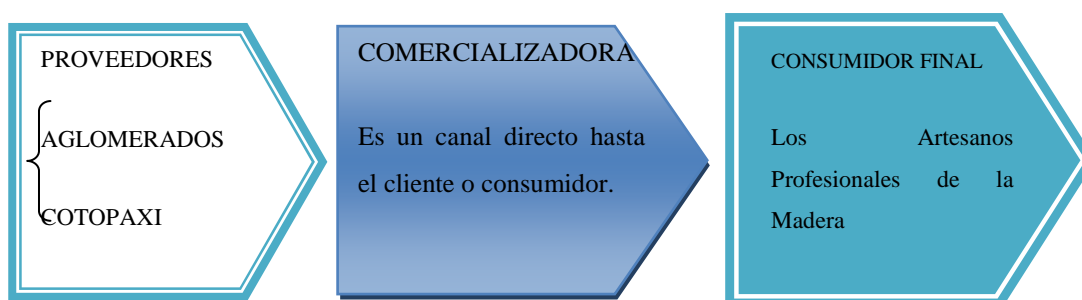 PROVEEDORES
AGLOMERADOS
COTOPAXI
COMERCIALIZADORA
Es un canal directo hasta
el cliente o consumidor.
CONSUMIDOR FINAL
Los Artesanos
Profesionales de la
Madera